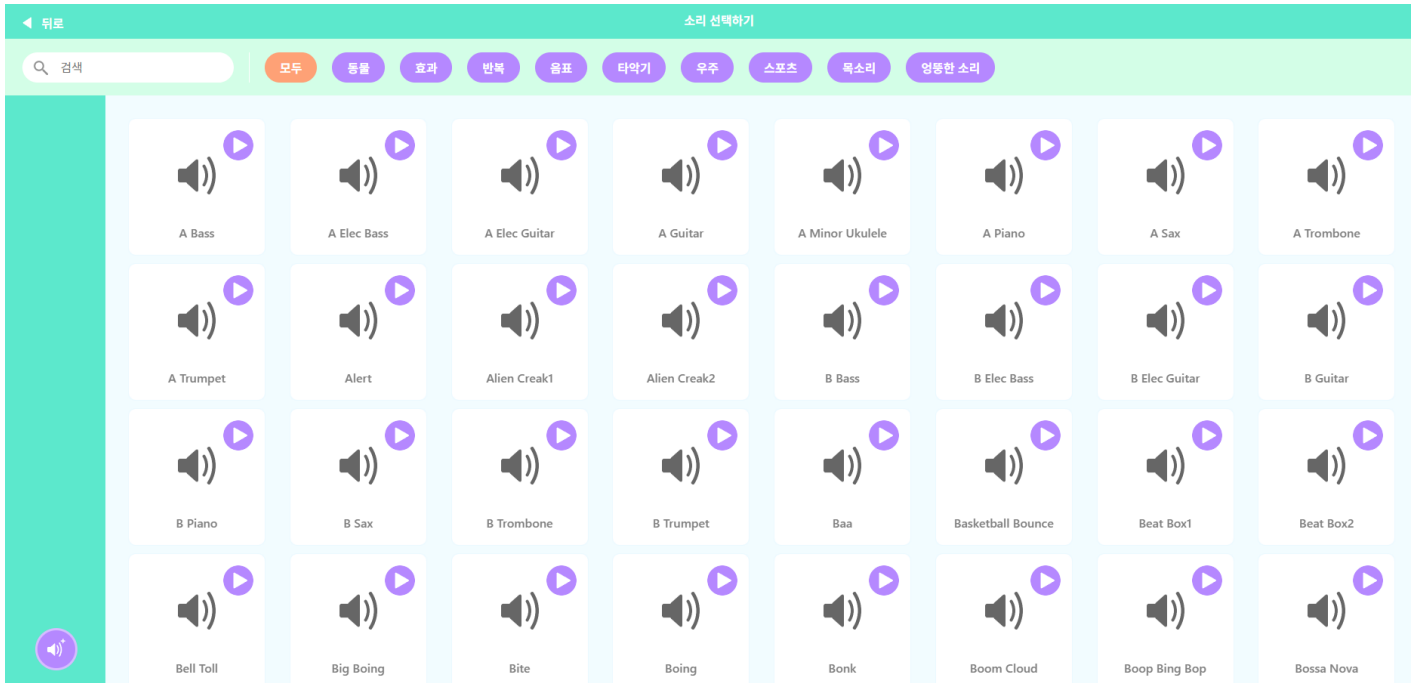 뒤로
소리 선택하기
검색
모두 동물 효과 반복 음표 타악기 우주 스포츠 목소리 엉뚱한 소리
A Bass A Elec Bass A Elec Guitar A Guitar A Minor Ukulele A Piano A Sax A Trombone
A Trumpet Alert Alien Creak1 Alien Creak2 B Bass B Elec Bass B Elec Guitar B Guitar
B Piano B Sax B Trombone B Trumpet Baa Basketball Bounce Beat Box1 Beat Box2
Bell Toll Big Boing Bite Boing Bonk Boom Cloud Boop Bing Bop Bossa Nova